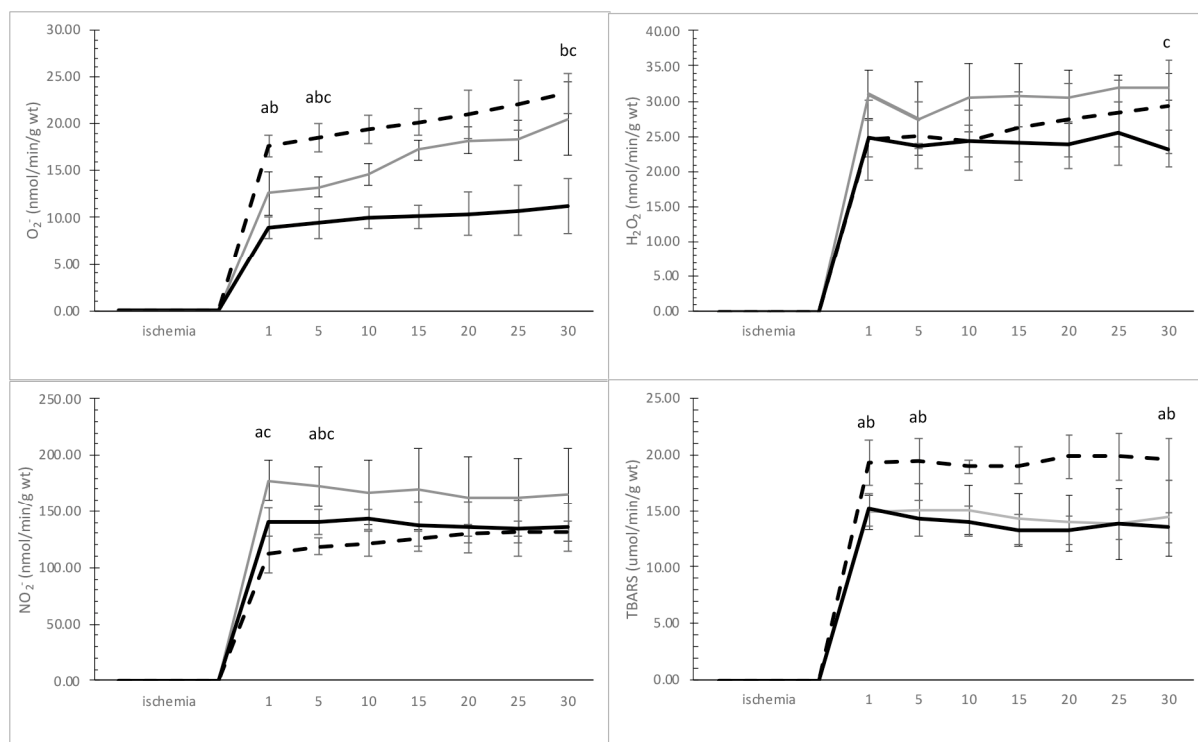 30.00
25.00
20.00
15.00
10.00
5.00
0.00
O₂⁻ (nmol/min/g wt)
ab
abc
bc
ischemia 1 5 10 15 20 25 30
40.00
35.00
30.00
25.00
20.00
15.00
10.00
5.00
0.00
H₂O₂ (nmol/min/g wt)
c
ischemia 1 5 10 15 20 25 30
250.00
200.00
150.00
100.00
50.00
0.00
NO₂⁻ (nmol/min/g wt)
ac
abc
ischemia 1 5 10 15 20 25 30
25.00
20.00
15.00
10.00
5.00
0.00
TBARS (umol/min/g wt)
ab
ab
ab
ischemia 1 5 10 15 20 25 30